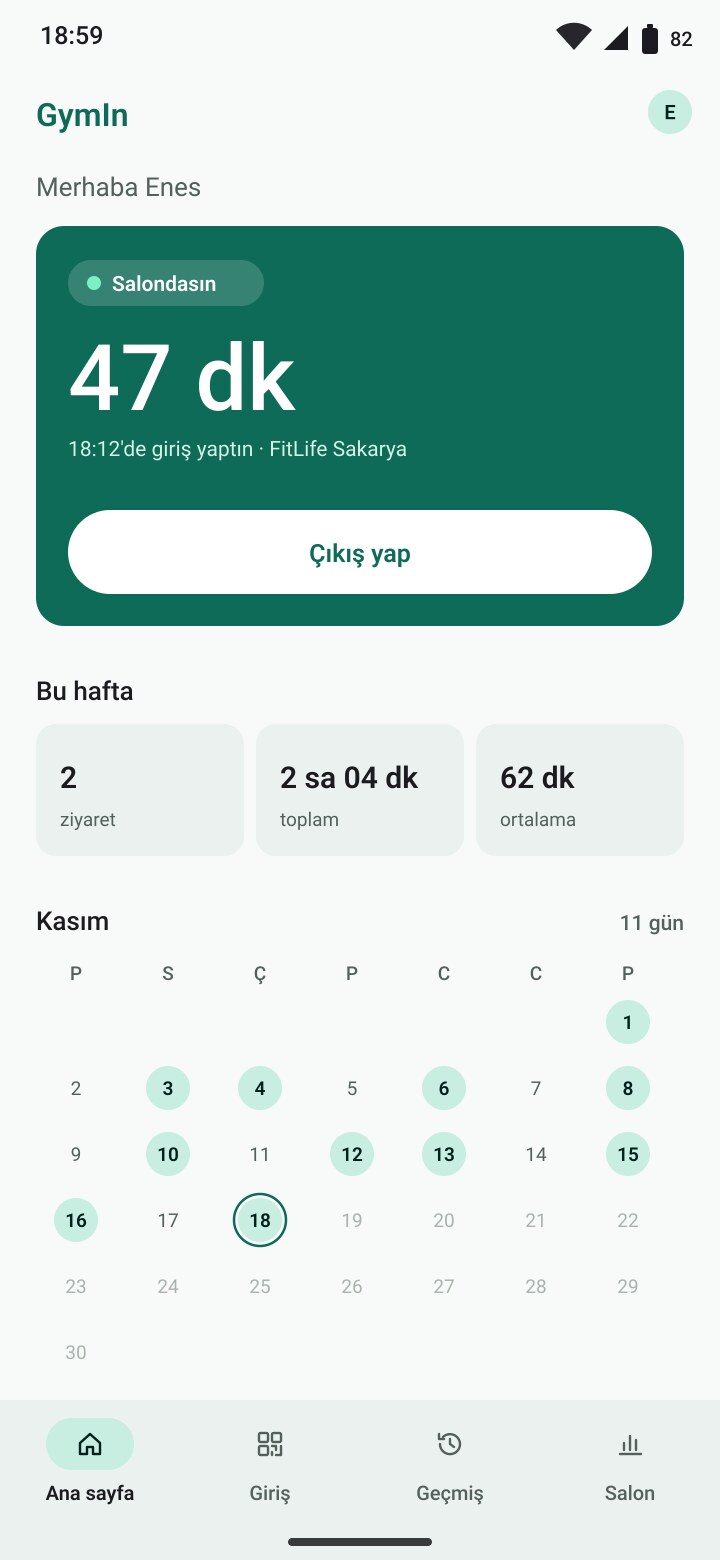 18:59 82
GymIn E
Merhaba Enes
Salondasın
47 dk
18:12'de giriş yaptın · FitLife Sakarya
Çıkış yap
Bu hafta
2 2 sa 04 dk 62 dk
ziyaret toplam ortalama
Kasım 11 gün
P S Ç P C C P
1
2 3 4 5 6 7 8
9 10 11 12 13 14 15
16 17 18 19 20 21 22
23 24 25 26 27 28 29
30
Ana sayfa Giriş Geçmiş Salon